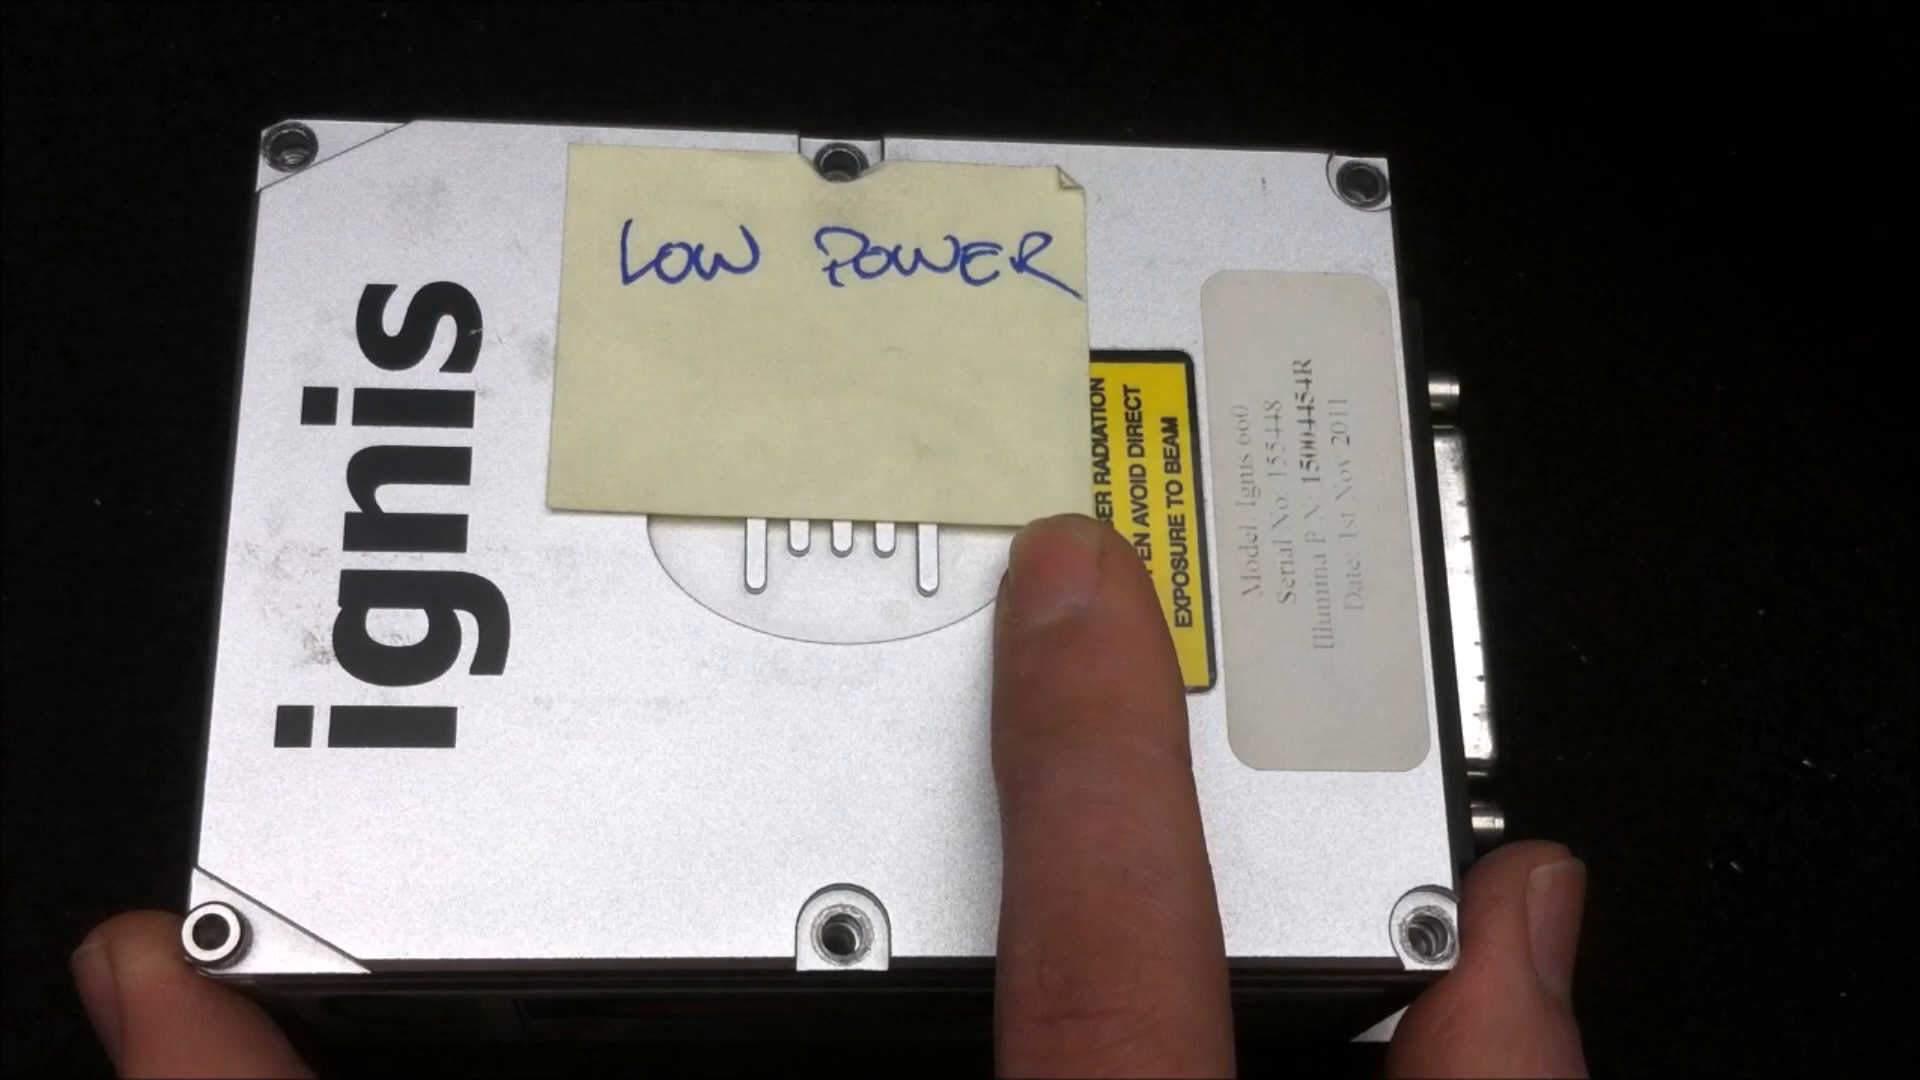 LOW POWER
ignis
ER RADIATION
EN AVOID DIRECT
EXPOSURE TO BEAM
Model: Ignis 660
Serial No: 155448
Illumina P N: 15004454R
Date: 1st Nov 2011